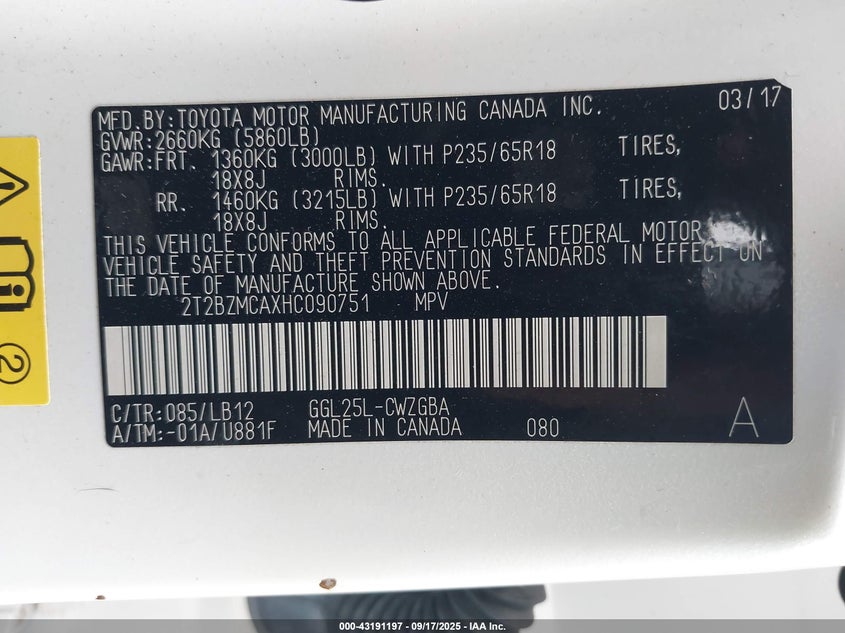 MFD. BY: TOYOTA MOTOR MANUFACTURING CANADA INC. 03/17
GVWR: 2660KG (5860LB)
GAWR: FRT. 1360KG (3000LB) WITH P235/65R18 TIRES,
18X8J RIMS.
RR. 1460KG (3215LB) WITH P235/65R18 TIRES,
18X8J RIMS.
THIS VEHICLE CONFORMS TO ALL APPLICABLE FEDERAL MOTOR
VEHICLE SAFETY AND THEFT PREVENTION STANDARDS IN EFFECT ON
THE DATE OF MANUFACTURE SHOWN ABOVE.
2T2BZMCAXHC090751 MPV
C/TR: 085/LB12 GGL25L-CWZGBA
A/TM: -01A/U881F MADE IN CANADA 080 A
2
000-43191197 - 09/17/2025 - IAA Inc.